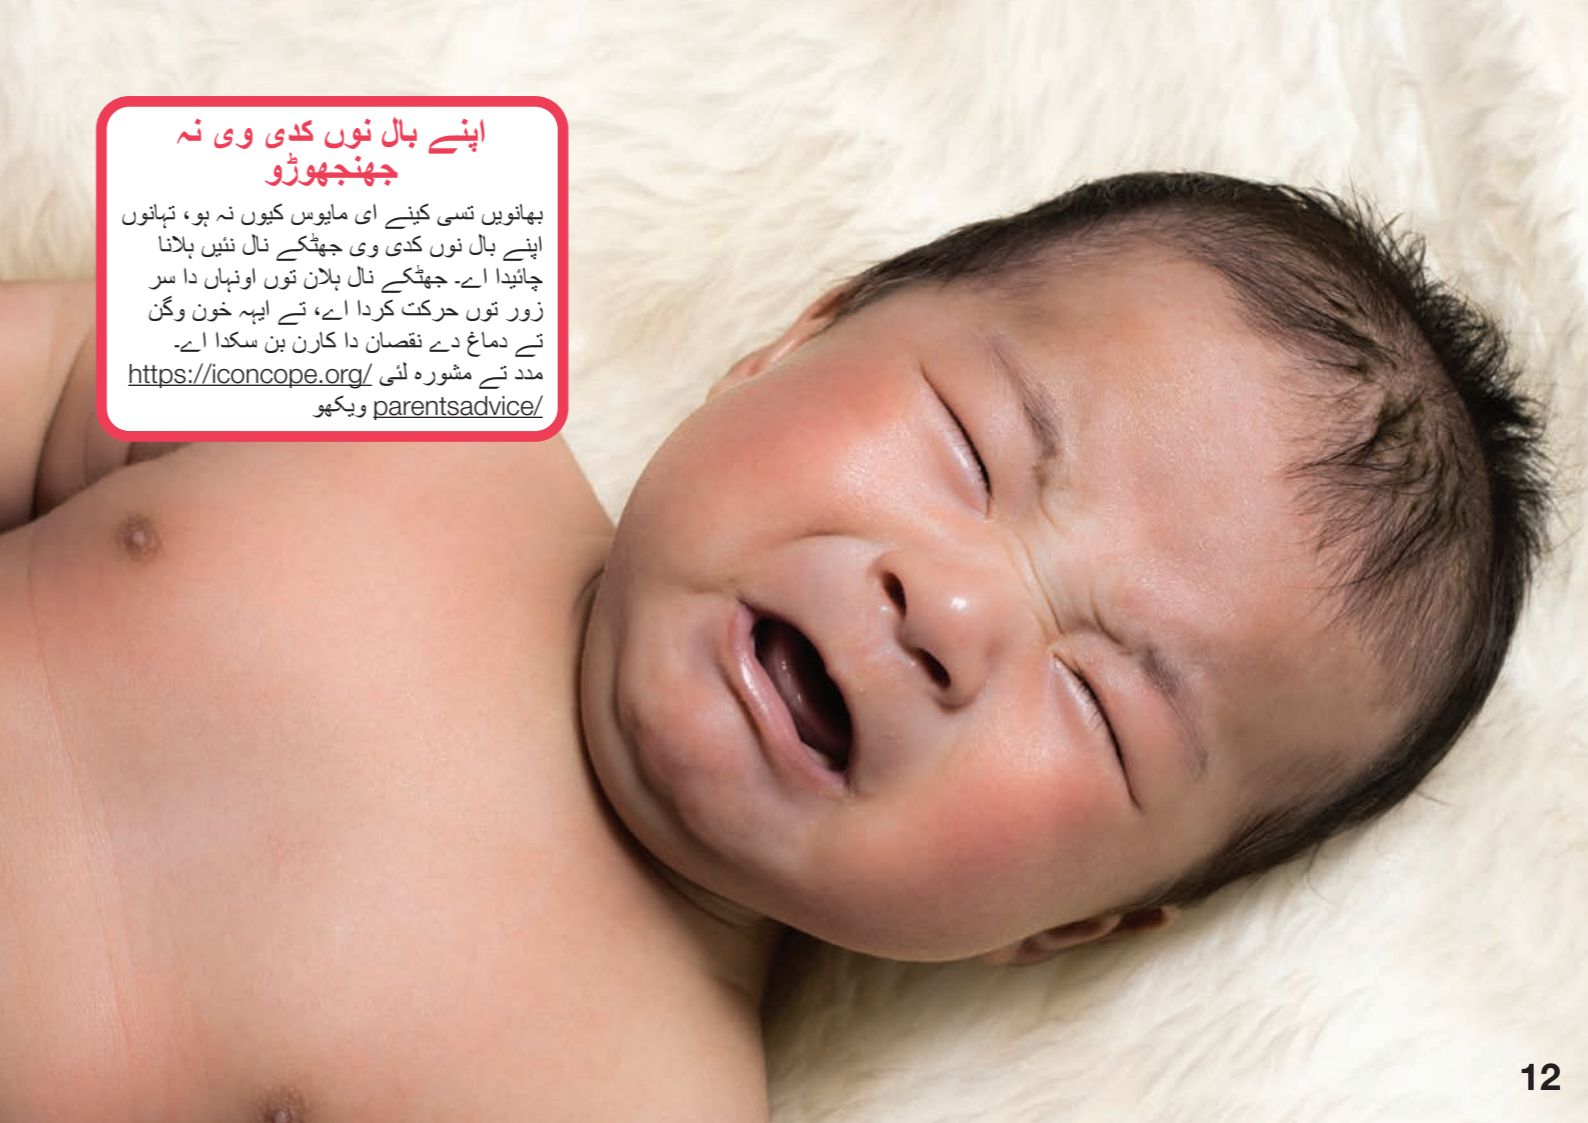 اپنے بال نوں کدی وی نہ
جھنجھوڑو
بھانویں تسی کینے ای مایوس کیوں نہ ہو، تہانوں
اپنے بال نوں کدی وی جھٹکے نال نئیں ہلانا
چائیدا اے۔ جھٹکے نال ہلان توں اونہاں دا سر
زور توں حرکت کردا اے، تے ایہہ خون وگن
تے دماغ دے نقصان دا کارن بن سکدا اے۔
مدد تے مشورہ لئی https://iconcope.org/
parentsadvice/ ویکھو
12